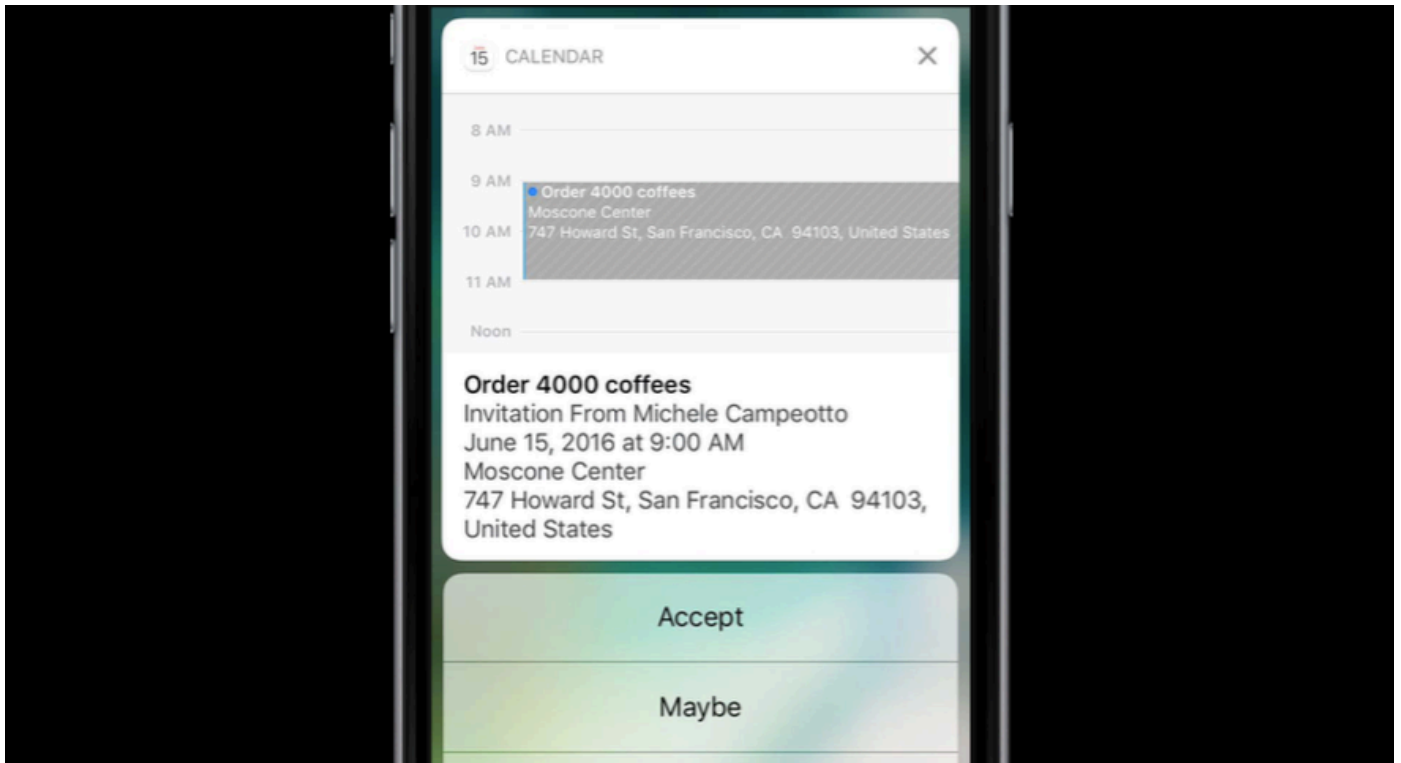 15 CALENDAR
8 AM
9 AM
Order 4000 coffees
Moscone Center
10 AM
747 Howard St, San Francisco, CA  94103, United States
11 AM
Noon
Order 4000 coffees
Invitation From Michele Campeotto
June 15, 2016 at 9:00 AM
Moscone Center
747 Howard St, San Francisco, CA  94103,
United States
Accept
Maybe